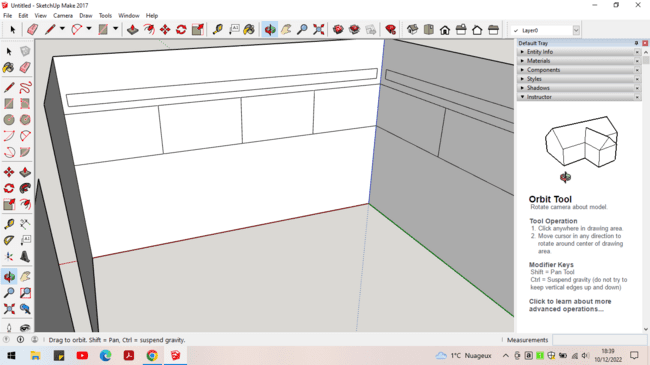 Untitled - SketchUp Make 2017
File Edit View Camera Draw Tools Window Help
Layer0
Default Tray
Entity Info
Materials
Components
Styles
Shadows
Instructor
Orbit Tool
Rotate camera about model.
Tool Operation
1. Click anywhere in drawing area.
2. Move cursor in any direction to
rotate around center of drawing
area.
Modifier Keys
Shift = Pan Tool
Ctrl = Suspend gravity (do not try to
keep vertical edges up and down)
Click to learn about more
advanced operations...
Drag to orbit. Shift = Pan, Ctrl = suspend gravity.
Measurements
1°C Nuageux
18:39
10/12/2022